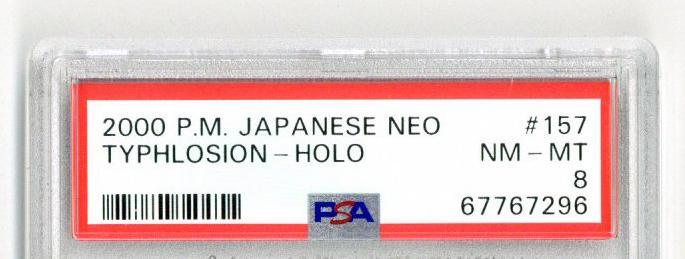 2000 P.M. JAPANESE NEO #157
TYPHLOSION - HOLO NM - MT
8
PSA 67767296